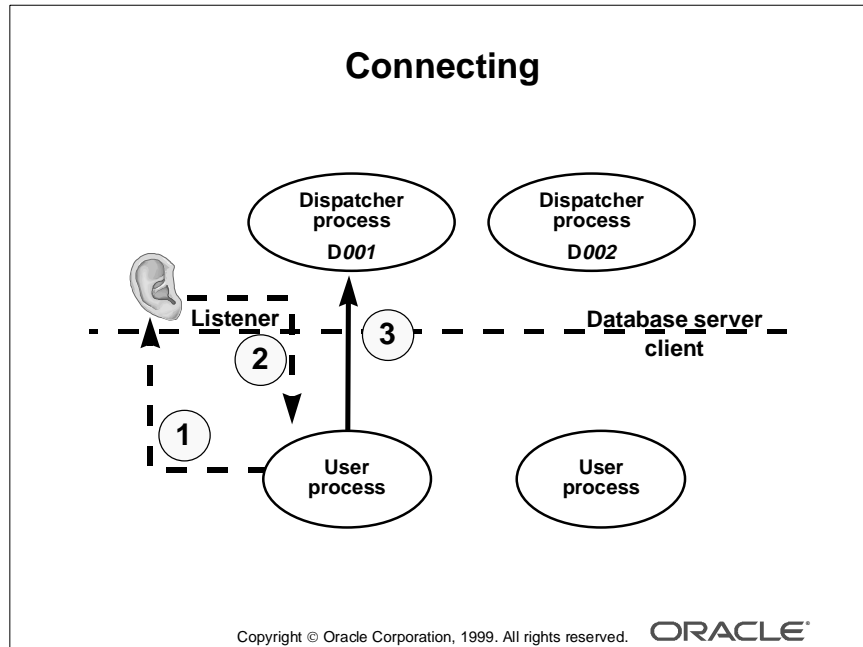 Connecting
Dispatcher
process
D001
Dispatcher
process
D002
Listener
Database server
client
3
2
1
User
process
User
process
Copyright © Oracle Corporation, 1999. All rights reserved.
ORACLE®